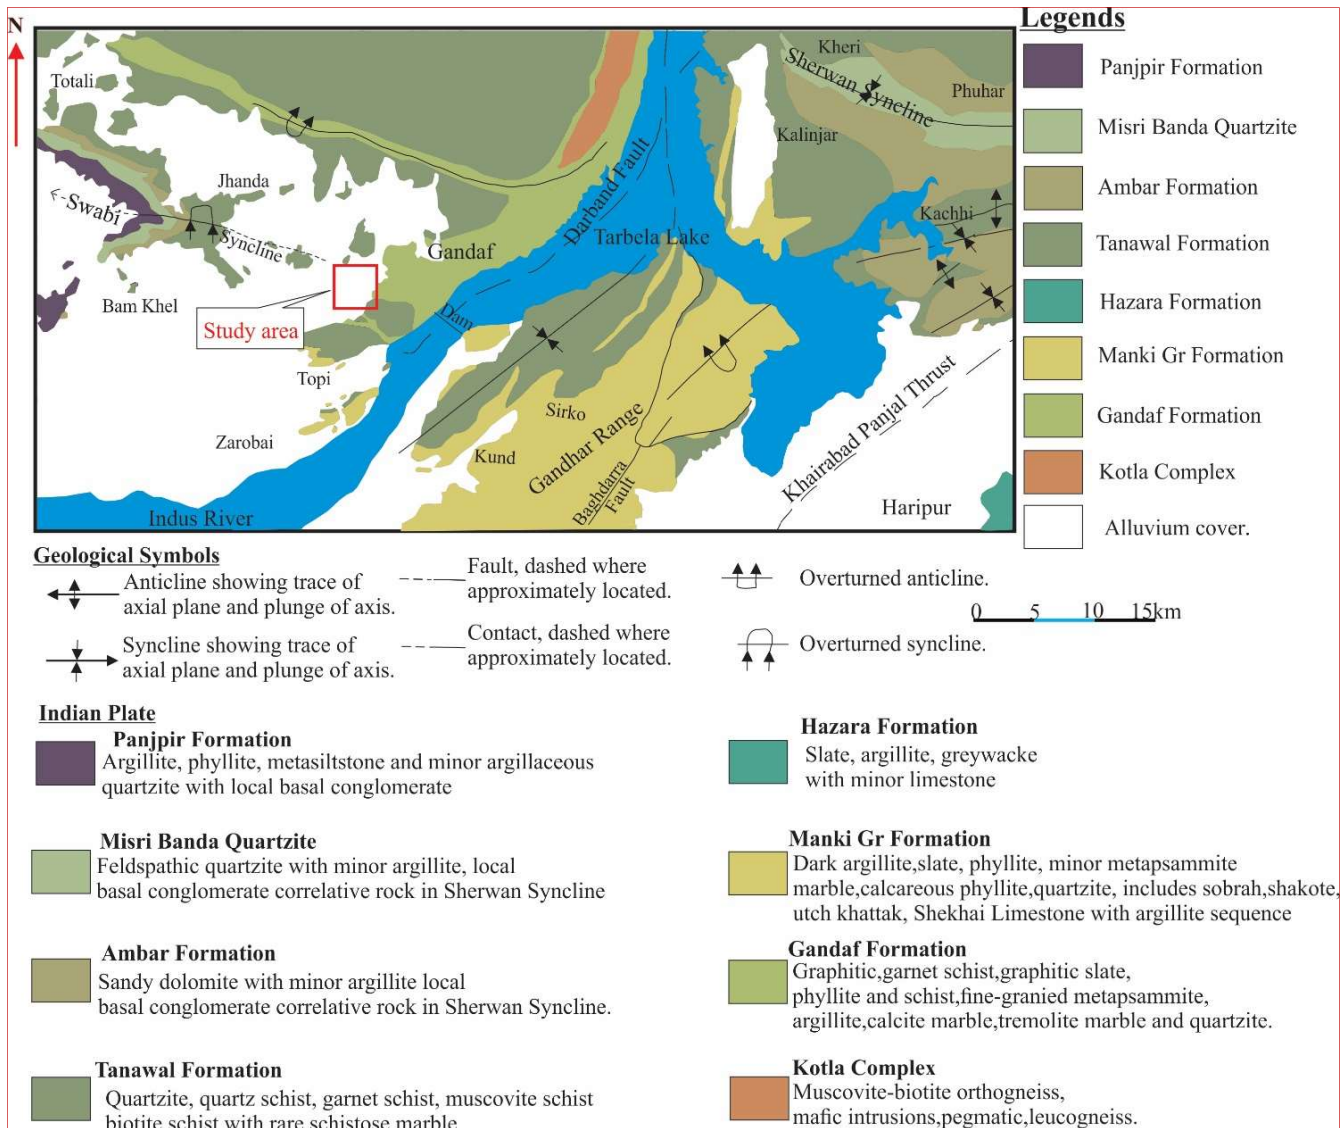 N
Totali
Swabi
Jhanda
Syncline
Bam Khel
Study area
Gandaf
Topi
Zarobai
Indus River
Dam
Darband Fault
Tarbela Lake
Sirko
Kund
Gandhar Range
Baghdarra
Fault
Kheri
Sherwan Syncline
Phuhar
Kalinjar
Kachhi
Khairabad Panjal Thrust
Haripur
Legends
Panjpir Formation
Misri Banda Quartzite
Ambar Formation
Tanawal Formation
Hazara Formation
Manki Gr Formation
Gandaf Formation
Kotla Complex
Alluvium cover.
Geological Symbols
Anticline showing trace of
axial plane and plunge of axis.
Syncline showing trace of
axial plane and plunge of axis.
Fault, dashed where
approximately located.
Contact, dashed where
approximately located.
Overturned anticline.
Overturned syncline.
0 5 10 15km
Indian Plate
Panjpir Formation
Argillite, phyllite, metasiltstone and minor argillaceous
quartzite with local basal conglomerate
Misri Banda Quartzite
Feldspathic quartzite with minor argillite, local
basal conglomerate correlative rock in Sherwan Syncline
Ambar Formation
Sandy dolomite with minor argillite local
basal conglomerate correlative rock in Sherwan Syncline.
Tanawal Formation
Quartzite, quartz schist, garnet schist, muscovite schist
biotite schist with rare schistose marble
Hazara Formation
Slate, argillite, greywacke
with minor limestone
Manki Gr Formation
Dark argillite,slate, phyllite, minor metapsammite
marble,calcareous phyllite,quartzite, includes sobrah,shakote,
utch khattak, Shekhai Limestone with argillite sequence
Gandaf Formation
Graphitic,garnet schist,graphitic slate,
phyllite and schist,fine-granied metapsammite,
argillite,calcite marble,tremolite marble and quartzite.
Kotla Complex
Muscovite-biotite orthogneiss,
mafic intrusions,pegmatic,leucogneiss.